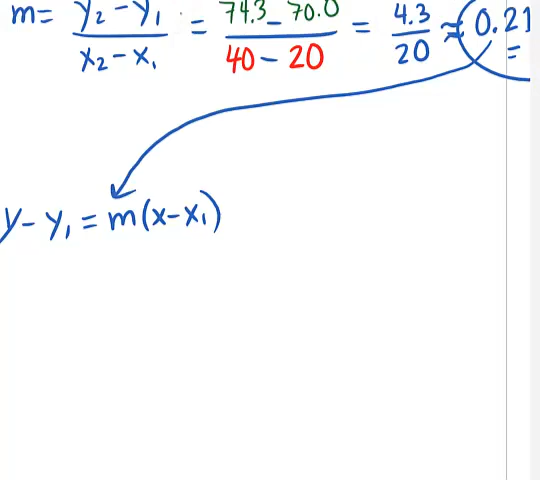 m = y₂ - y₁ / x₂ - x₁ = 74.3 - 70.0 / 40 - 20 = 4.3 / 20 ≈ 0.21
y - y₁ = m(x - x₁)